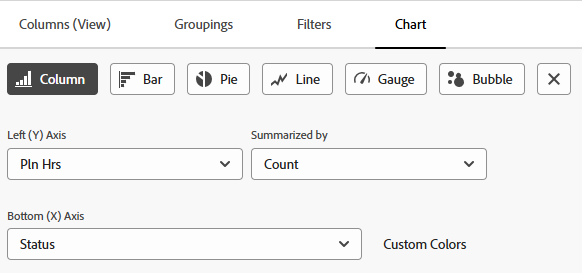 Columns (View) Groupings Filters Chart
Column Bar Pie Line Gauge Bubble
Left (Y) Axis Summarized by
Pln Hrs Count
Bottom (X) Axis
Status Custom Colors